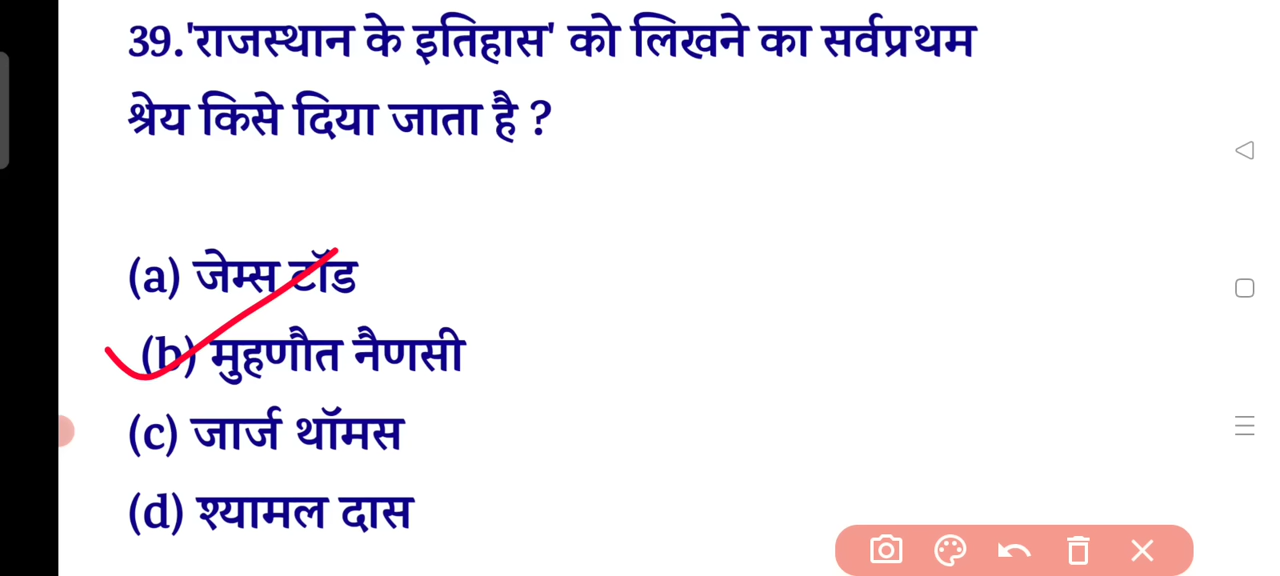 39.'राजस्थान के इतिहास' को लिखने का सर्वप्रथम
श्रेय किसे दिया जाता है ?
(a) जेम्स टॉड
(b) मुहणौत नैणसी
(c) जार्ज थॉमस
(d) श्यामल दास